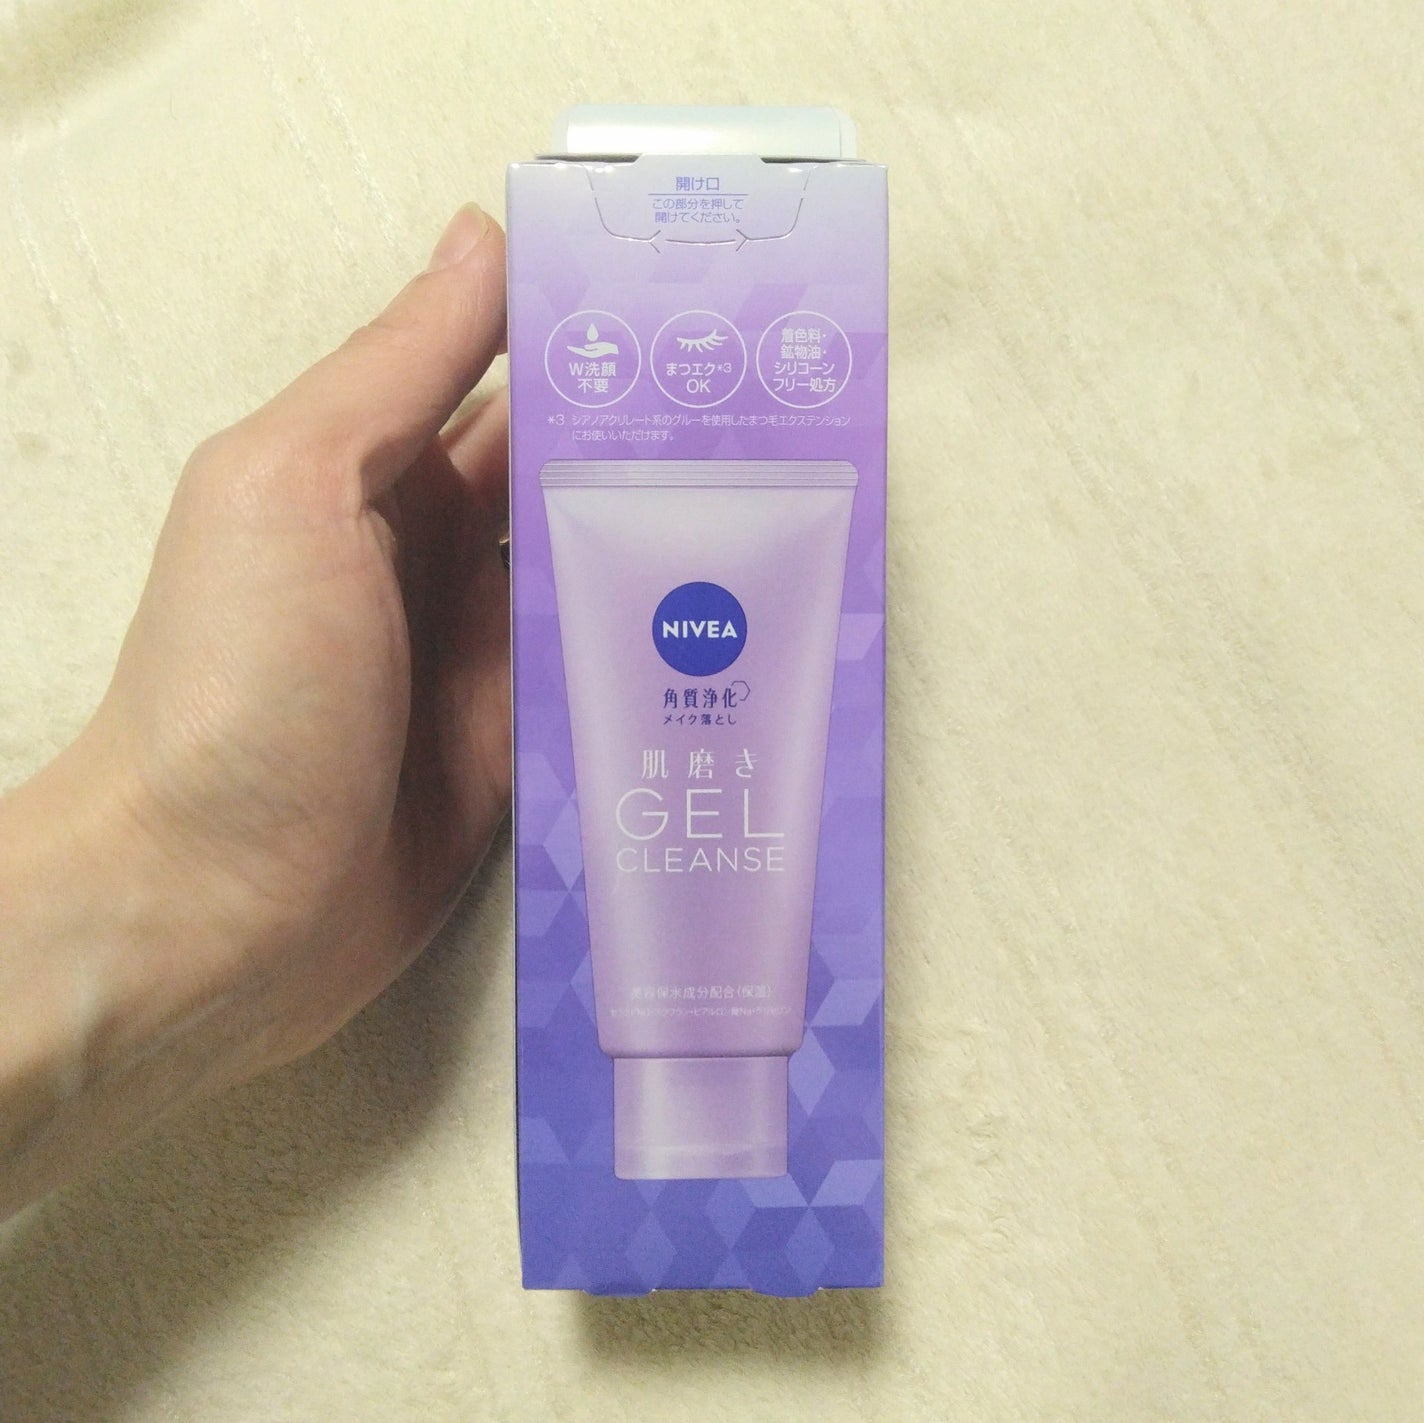 開け口
この部分を押して
開けてください。
W洗顔
不要
まつエク*3
OK
着色料・
鉱物油・
シリコーン
フリー処方
*3 シアノアクリレート系のグルーを使用したまつ毛エクステンション
にお使いいただけます。
NIVEA
角質浄化
メイク落とし
肌磨き
GEL
CLEANSE
美容保水成分配合(保湿)